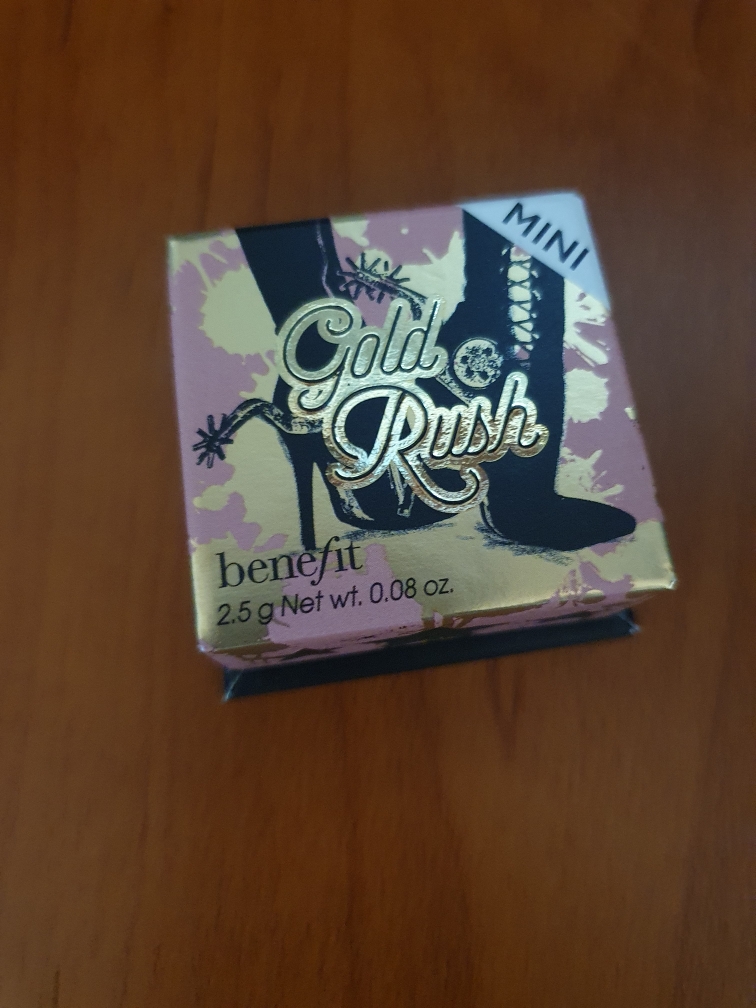 MINI
Gold
Rush
benefit
2.5 g Net wt. 0.08 oz.